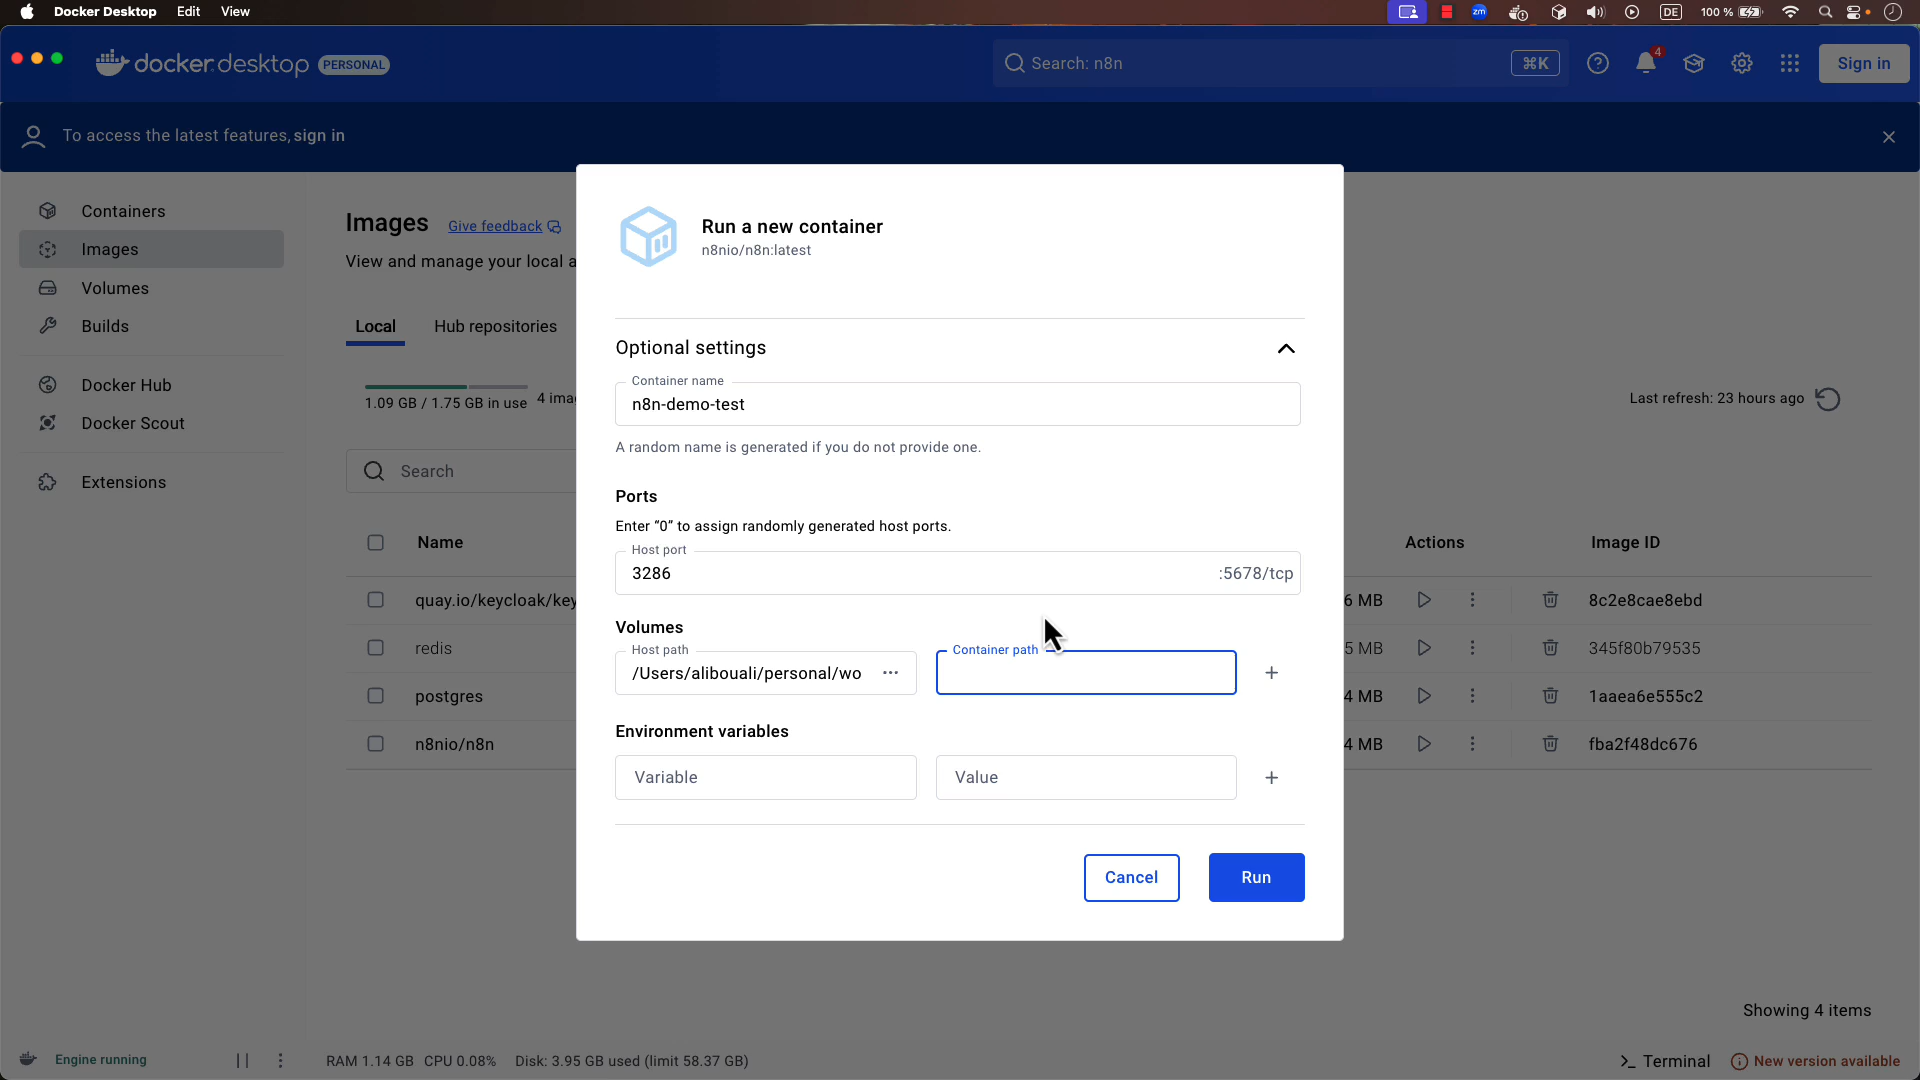 Docker Desktop Edit View
zm DE 100 %
docker.desktop PERSONAL
Search: n8n ⌘K 4 Sign in
To access the latest features, sign in
Containers
Images
Volumes
Builds
Docker Hub
Docker Scout
Extensions
Images Give feedback
View and manage your local a
Local Hub repositories
1.09 GB / 1.75 GB in use 4 ima
Last refresh: 23 hours ago
Search
Name Actions Image ID
quay.io/keycloak/key 6 MB 8c2e8cae8ebd
redis 5 MB 345f80b79535
postgres 4 MB 1aaea6e555c2
n8nio/n8n 4 MB fba2f48dc676
Showing 4 items
Run a new container
n8nio/n8n:latest
Optional settings
Container name
n8n-demo-test
A random name is generated if you do not provide one.
Ports
Enter “0” to assign randomly generated host ports.
Host port
3286 :5678/tcp
Volumes
Host path Container path
/Users/alibouali/personal/wo ··· +
Environment variables
Variable Value +
Cancel Run
Engine running RAM 1.14 GB CPU 0.08% Disk: 3.95 GB used (limit 58.37 GB) >_ Terminal New version available